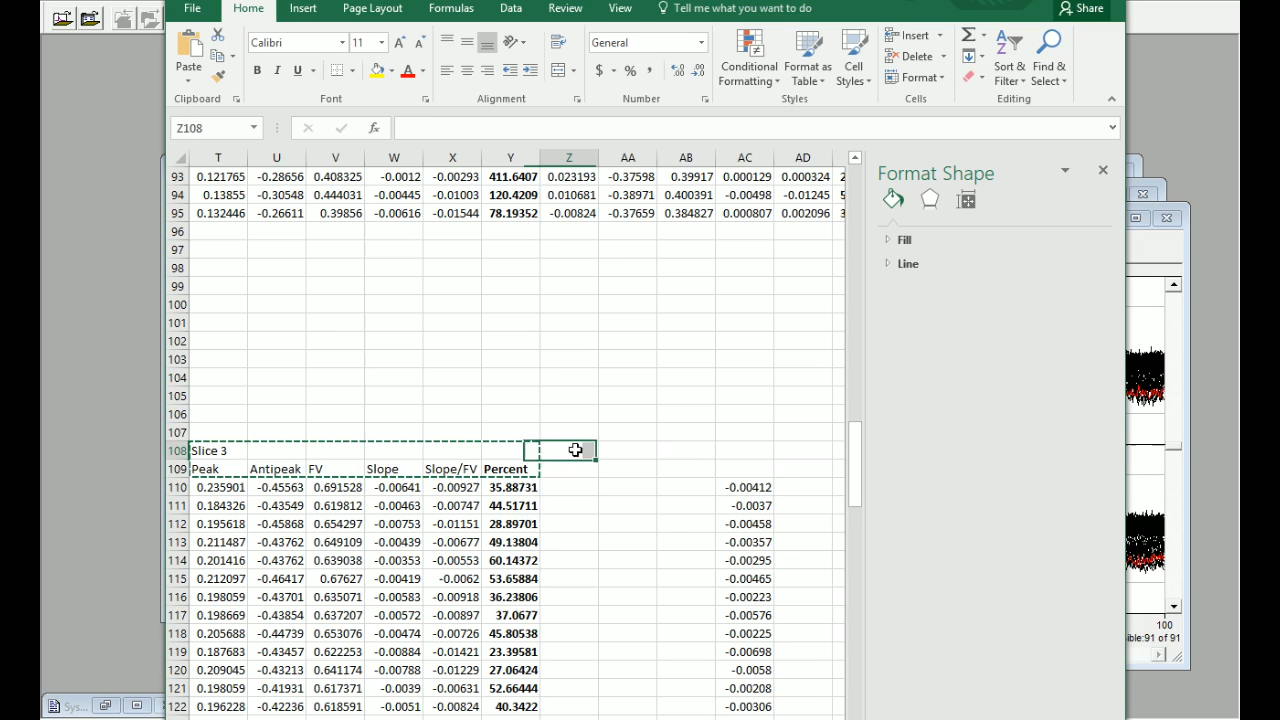 File Home Insert Page Layout Formulas Data Review View Tell me what you want to do Share
Calibri 11 General Insert
Paste B I U A $ % , Conditional Format as Cell Delete Sort & Find &
Formatting Table Styles Format Filter Select
Clipboard Font Alignment Number Styles Cells Editing
Z108 fx
T U V W X Y Z AA AB AC AD
93 0.121765 -0.28656 0.408325 -0.0012 -0.00293 411.6407 0.023193 -0.37598 0.39917 0.000129 0.000324 2
94 0.13855 -0.30548 0.444031 -0.00445 -0.01003 120.4209 0.010681 -0.38971 0.400391 -0.00498 -0.01245 5
95 0.132446 -0.26611 0.39856 -0.00616 -0.01544 78.19352 -0.00824 -0.37659 0.384827 0.000807 0.002096 3
96
97
98
99
100
101
102
103
104
105
106
107
108 Slice 3
109 Peak Antipeak FV Slope Slope/FV Percent
110 0.235901 -0.45563 0.691528 -0.00641 -0.00927 35.88731 -0.00412
111 0.184326 -0.43549 0.619812 -0.00463 -0.00747 44.51711 -0.0037
112 0.195618 -0.45868 0.654297 -0.00753 -0.01151 28.89701 -0.00458
113 0.211487 -0.43762 0.649109 -0.00439 -0.00677 49.13804 -0.00357
114 0.201416 -0.43762 0.639038 -0.00353 -0.00553 60.14372 -0.00295
115 0.212097 -0.46417 0.67627 -0.00419 -0.0062 53.65884 -0.00465
116 0.198059 -0.43701 0.635071 -0.00583 -0.00918 36.23806 -0.00223
117 0.198669 -0.43854 0.637207 -0.00572 -0.00897 37.0677 -0.00576
118 0.205688 -0.44739 0.653076 -0.00474 -0.00726 45.80538 -0.00225
119 0.187683 -0.43457 0.622253 -0.00884 -0.01421 23.39581 -0.00698
120 0.209045 -0.43213 0.641174 -0.00788 -0.01229 27.06424 -0.0058
121 0.198059 -0.41931 0.617371 -0.0039 -0.00631 52.66444 -0.00208
122 0.196228 -0.42236 0.618591 -0.0051 -0.00824 40.3422 -0.00306
Format Shape
Fill
Line
100
ible:91 of 91
Sys...